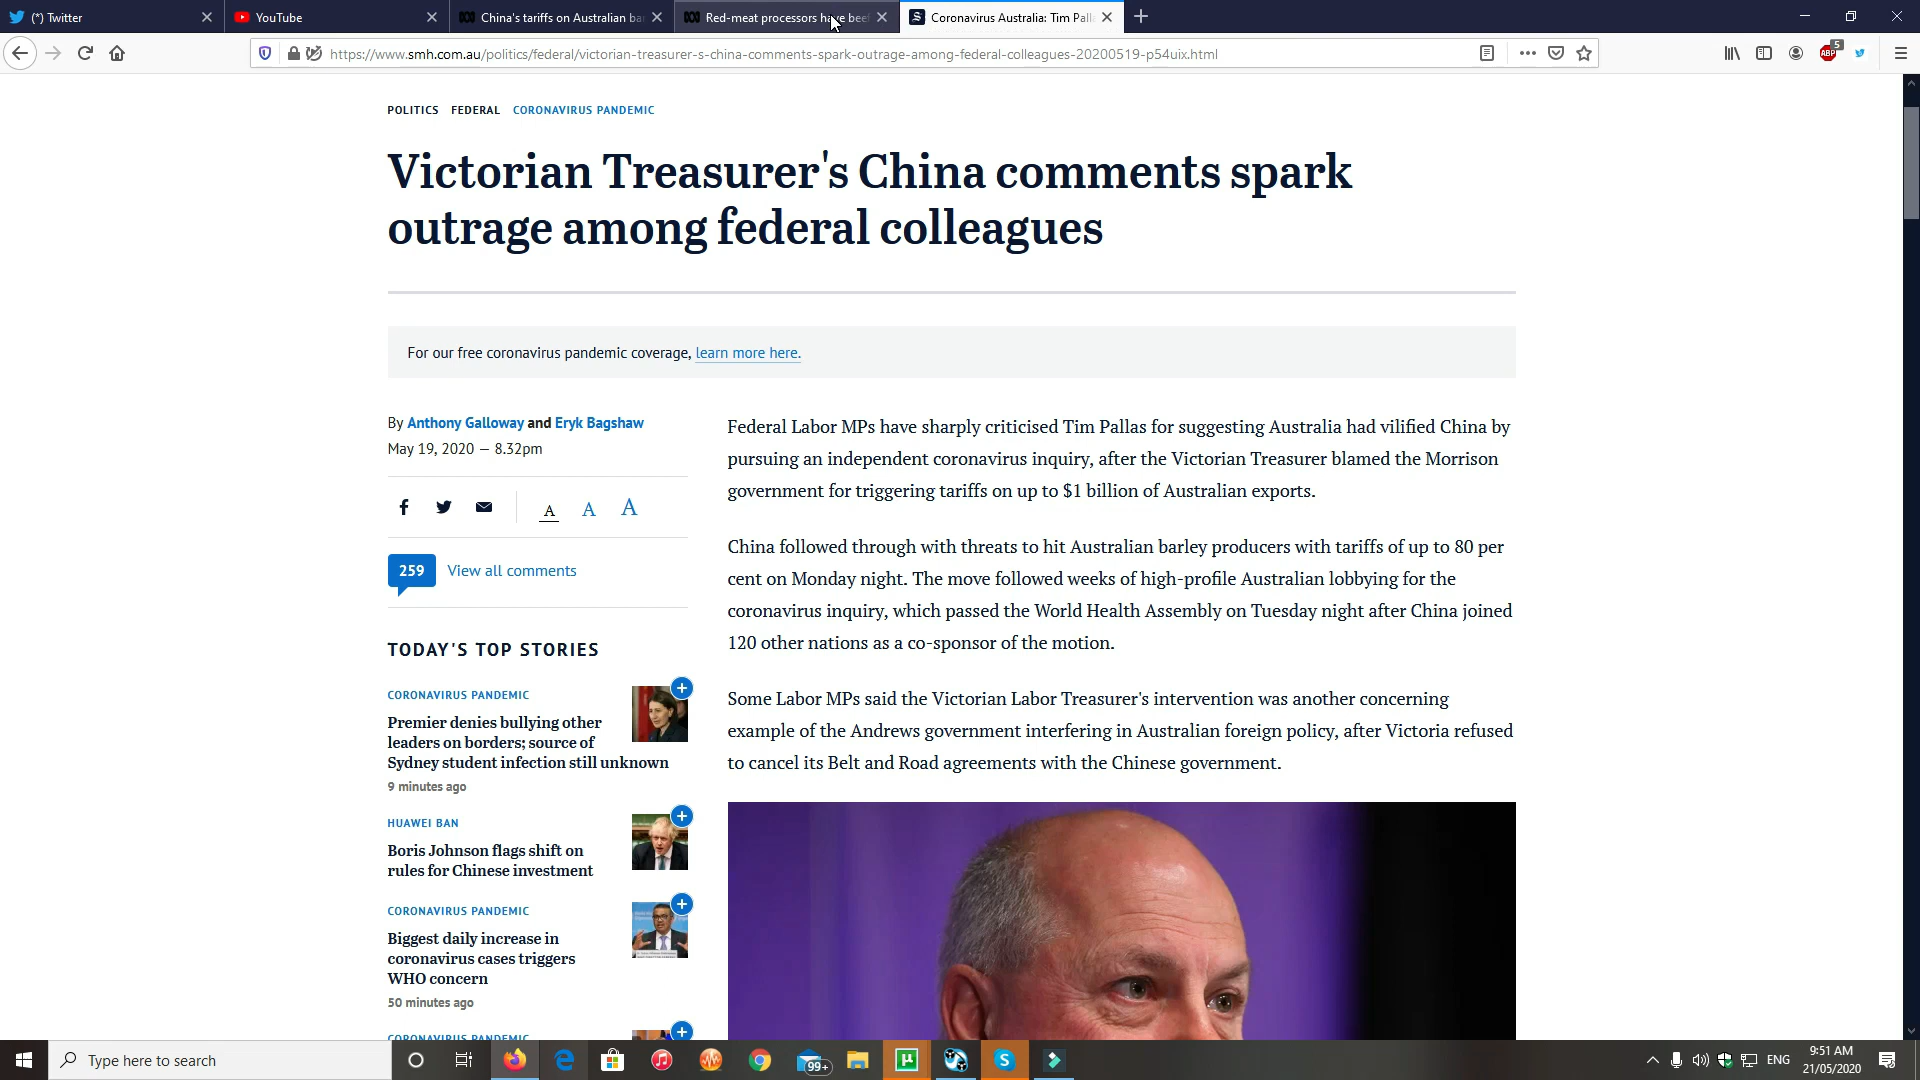 (*) Twitter
YouTube
China's tariffs on Australian ba
Red-meat processors have bee
Coronavirus Australia: Tim Pall
https://www.smh.com.au/politics/federal/victorian-treasurer-s-china-comments-spark-outrage-among-federal-colleagues-20200519-p54uix.html
ABP
5
POLITICS FEDERAL CORONAVIRUS PANDEMIC
Victorian Treasurer's China comments spark
outrage among federal colleagues
For our free coronavirus pandemic coverage, learn more here.
By Anthony Galloway and Eryk Bagshaw
May 19, 2020 — 8.32pm
A A A
259 View all comments
TODAY'S TOP STORIES
CORONAVIRUS PANDEMIC
Premier denies bullying other
leaders on borders; source of
Sydney student infection still unknown
9 minutes ago
HUAWEI BAN
Boris Johnson flags shift on
rules for Chinese investment
CORONAVIRUS PANDEMIC
Biggest daily increase in
coronavirus cases triggers
WHO concern
50 minutes ago
CORONAVIRUS PANDEMIC
Federal Labor MPs have sharply criticised Tim Pallas for suggesting Australia had vilified China by
pursuing an independent coronavirus inquiry, after the Victorian Treasurer blamed the Morrison
government for triggering tariffs on up to $1 billion of Australian exports.
China followed through with threats to hit Australian barley producers with tariffs of up to 80 per
cent on Monday night. The move followed weeks of high-profile Australian lobbying for the
coronavirus inquiry, which passed the World Health Assembly on Tuesday night after China joined
120 other nations as a co-sponsor of the motion.
Some Labor MPs said the Victorian Labor Treasurer's intervention was another concerning
example of the Andrews government interfering in Australian foreign policy, after Victoria refused
to cancel its Belt and Road agreements with the Chinese government.
Type here to search
99+
ENG
9:51 AM
21/05/2020